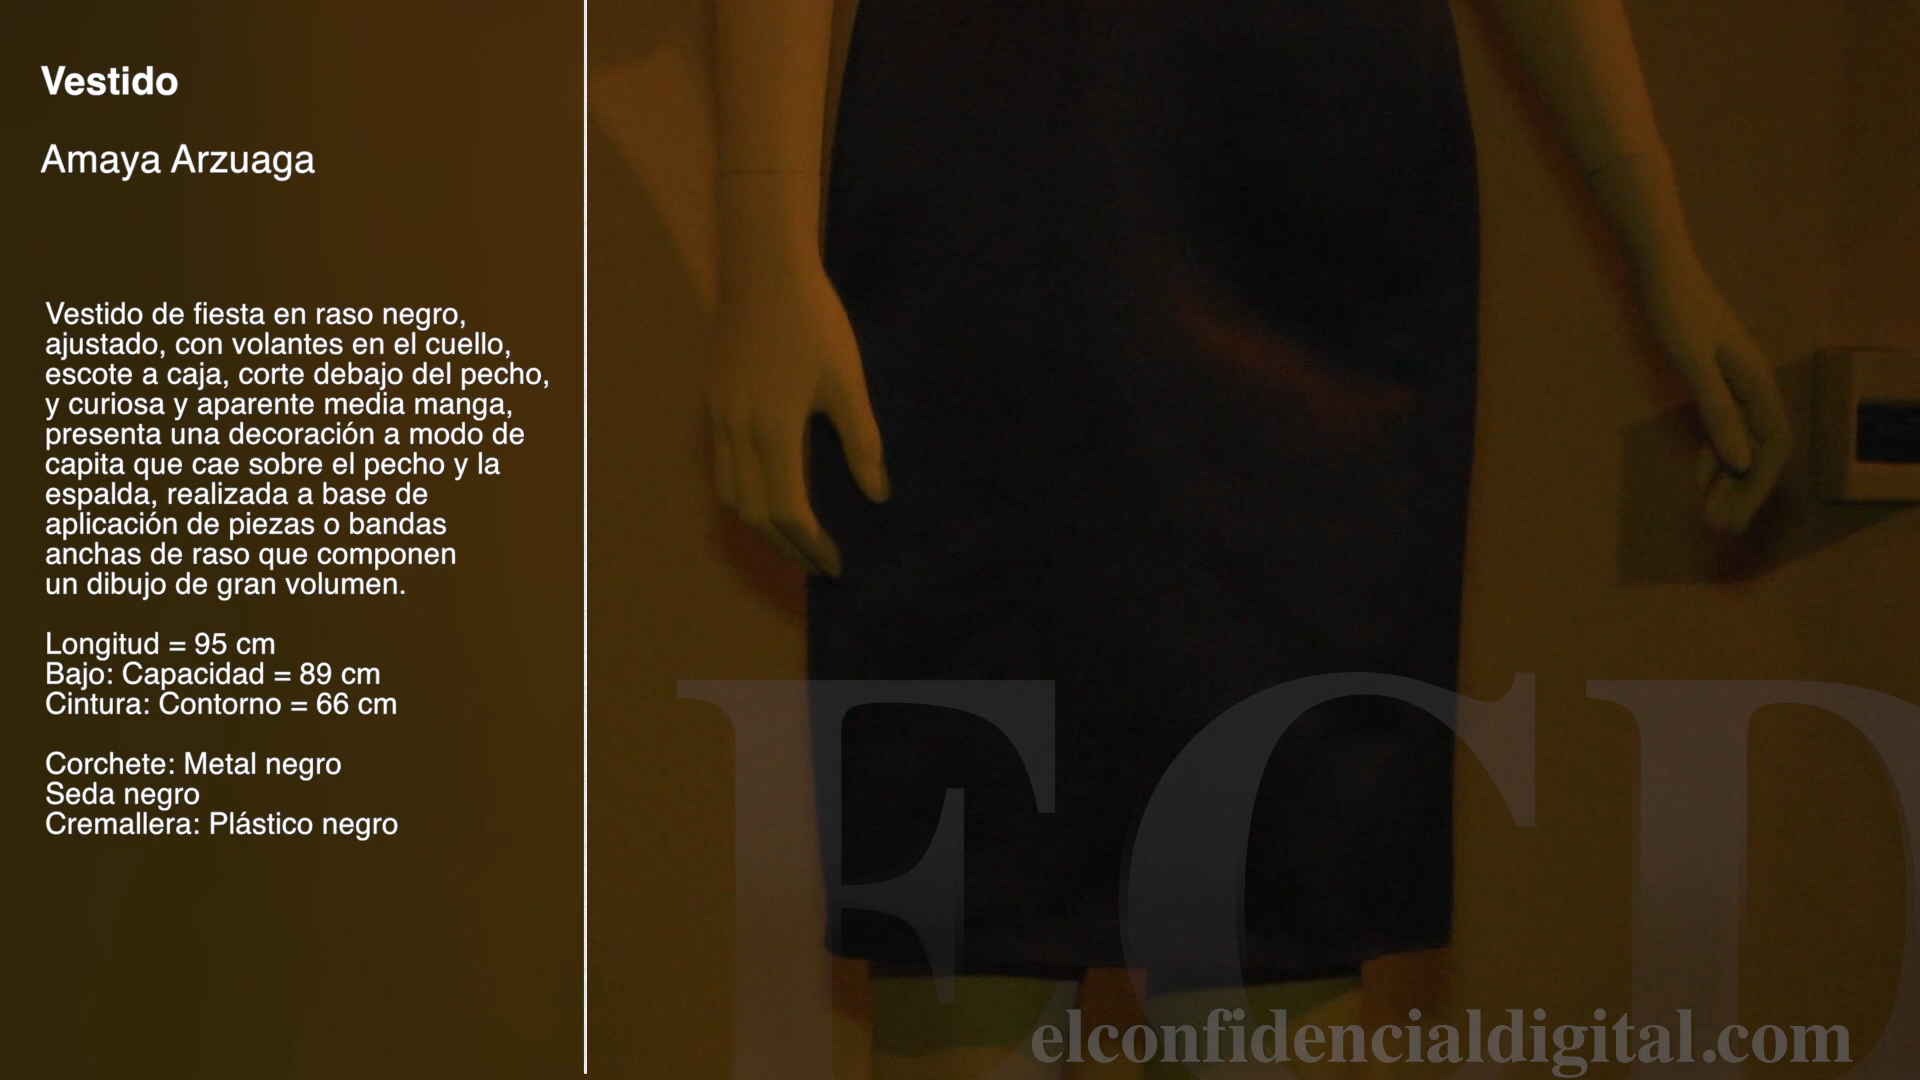 Vestido
Amaya Arzuaga
Vestido de fiesta en raso negro,
ajustado, con volantes en el cuello,
escote a caja, corte debajo del pecho,
y curiosa y aparente media manga,
presenta una decoración a modo de
capita que cae sobre el pecho y la
espalda, realizada a base de
aplicación de piezas o bandas
anchas de raso que componen
un dibujo de gran volumen.
Longitud = 95 cm
Bajo: Capacidad = 89 cm
Cintura: Contorno = 66 cm
Corchete: Metal negro
Seda negro
Cremallera: Plástico negro
ECD
elconfidencialdigital.com